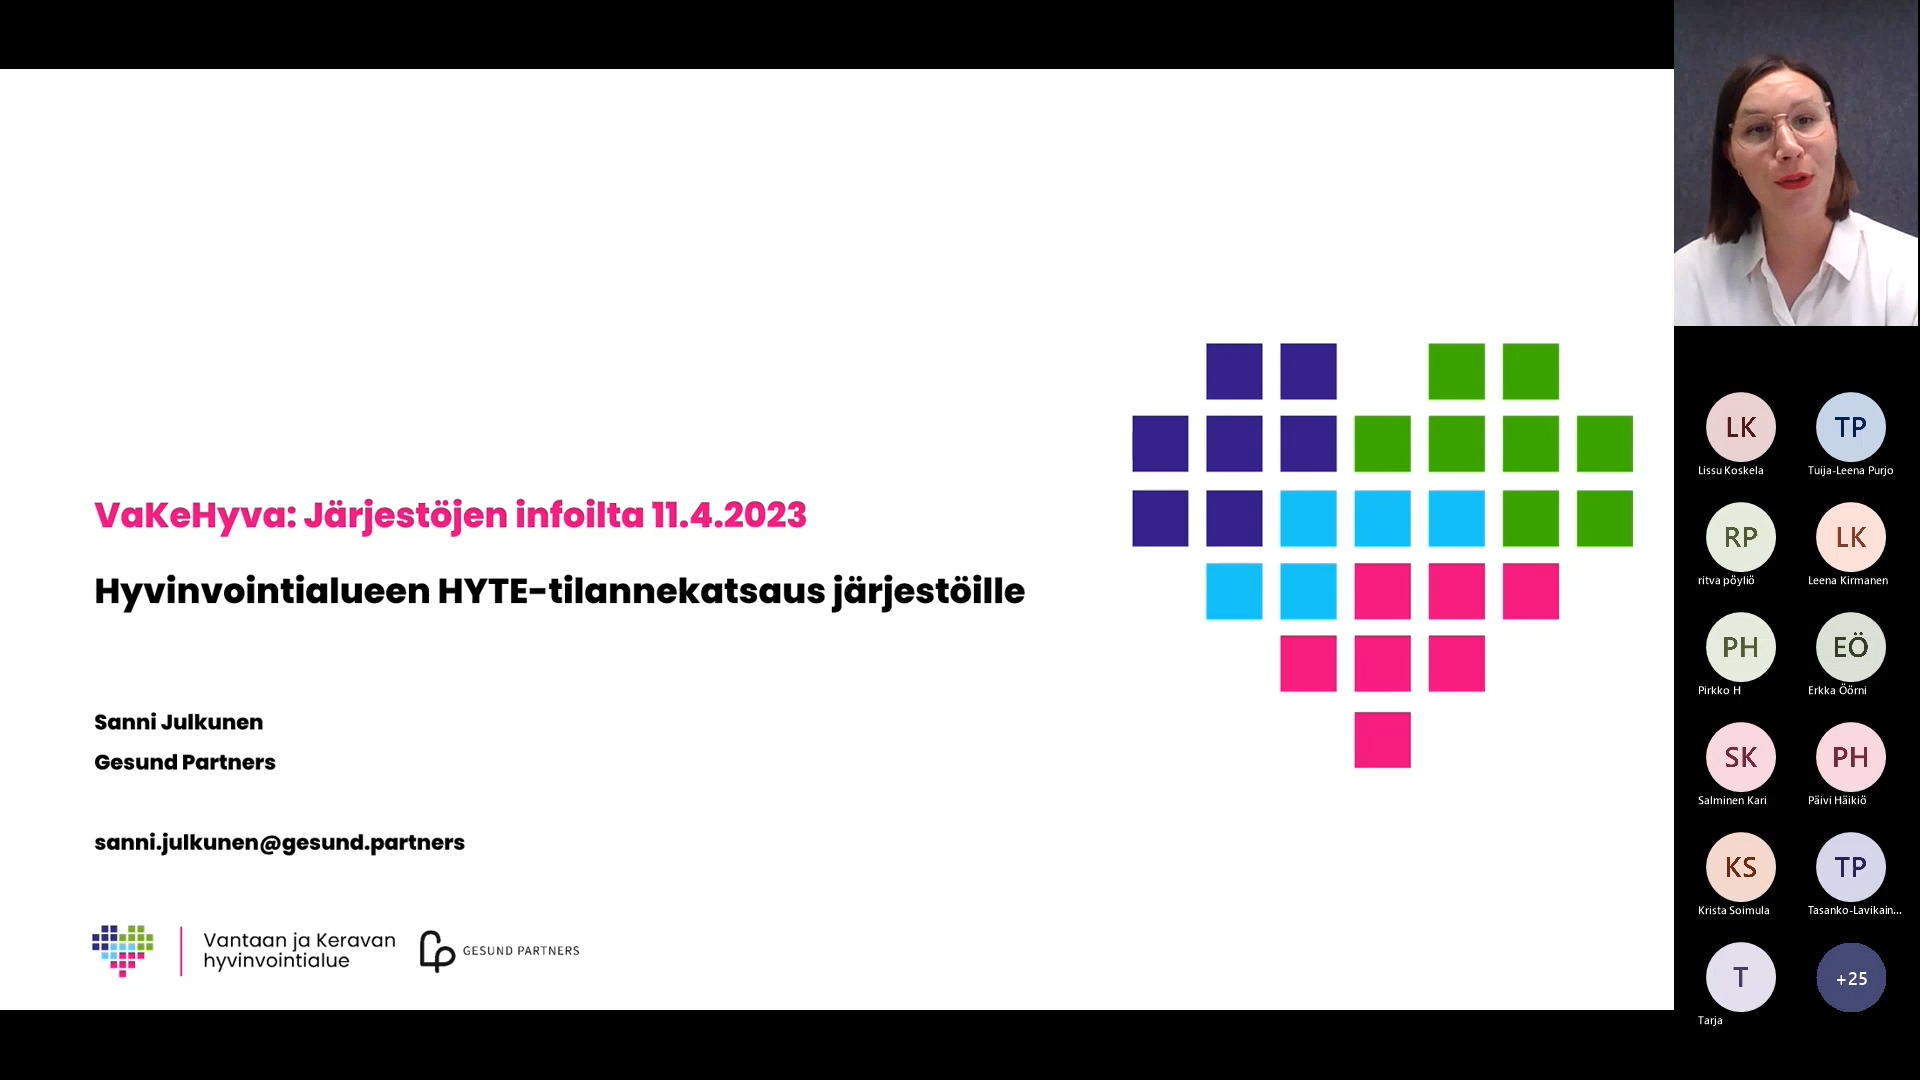 VaKeHyva: Järjestöjen infoilta 11.4.2023
Hyvinvointialueen HYTE-tilannekatsaus järjestöille
Sanni Julkunen
Gesund Partners
sanni.julkunen@gesund.partners
Vantaan ja Keravan
hyvinvointialue
GESUND PARTNERS
LK
TP
Lissu Koskela
Tuija-Leena Purjo
RP
LK
ritva pöyliö
Leena Kirmanen
PH
EÖ
Pirkko H
Erkka Öörni
SK
PH
Salminen Kari
Päivi Häikiö
KS
TP
Krista Soimula
Tasanko-Lavikain...
T
+25
Tarja